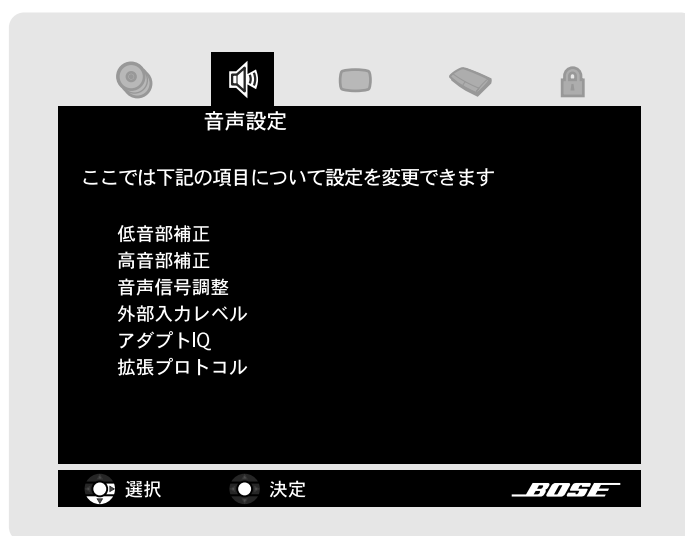 音声設定
ここでは下記の項目について設定を変更できます
低音部補正
高音部補正
音声信号調整
外部入力レベル
アダプトIQ
拡張プロトコル
選択 決定 BOSE